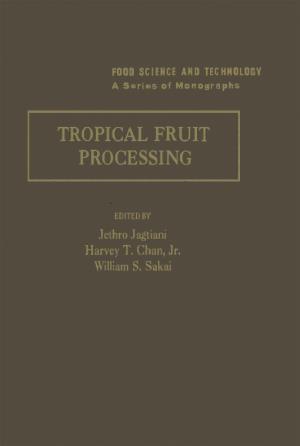 FOOD SCIENCE AND TECHNOLOGY
A Series of Monographs
TROPICAL FRUIT
PROCESSING
EDITED BY
Jethro Jagtiani
Harvey T. Chan, Jr.
William S. Sakai